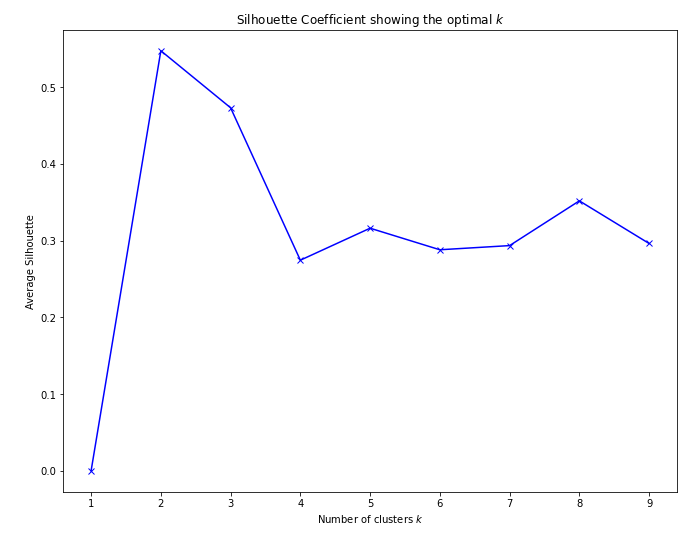 Silhouette Coefficient showing the optimal k
Average Silhouette
0.5
0.4
0.3
0.2
0.1
0.0
1 2 3 4 5 6 7 8 9
Number of clusters k